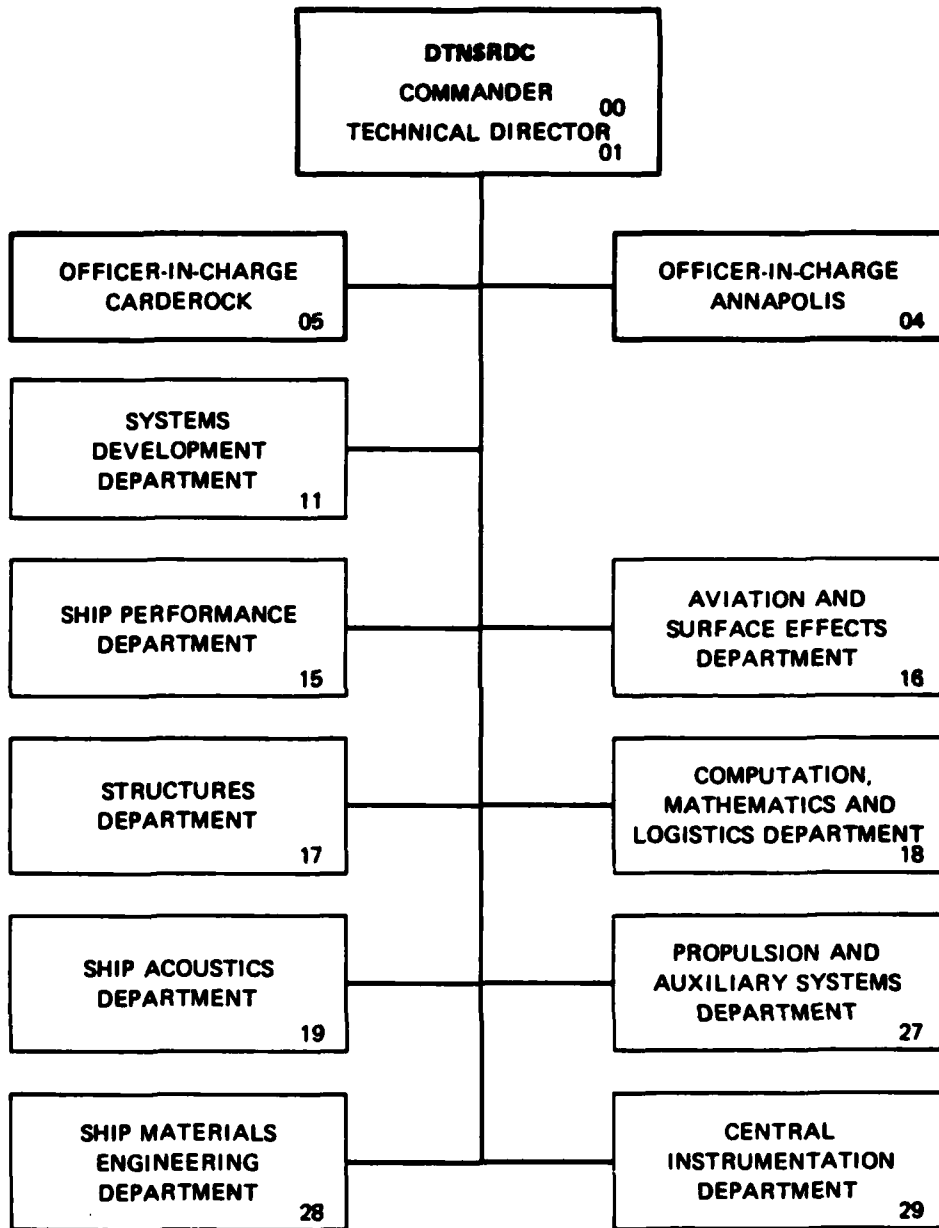 DTNSRDC
COMMANDER
00
TECHNICAL DIRECTOR
01
OFFICER-IN-CHARGE
CARDEROCK
05
OFFICER-IN-CHARGE
ANNAPOLIS
04
SYSTEMS
DEVELOPMENT
DEPARTMENT
11
SHIP PERFORMANCE
DEPARTMENT
15
AVIATION AND
SURFACE EFFECTS
DEPARTMENT
16
STRUCTURES
DEPARTMENT
17
COMPUTATION,
MATHEMATICS AND
LOGISTICS DEPARTMENT
18
SHIP ACOUSTICS
DEPARTMENT
19
PROPULSION AND
AUXILIARY SYSTEMS
DEPARTMENT
27
SHIP MATERIALS
ENGINEERING
DEPARTMENT
28
CENTRAL
INSTRUMENTATION
DEPARTMENT
29